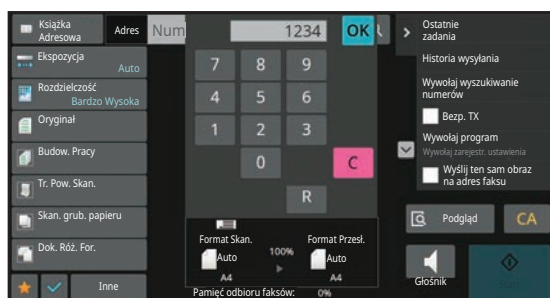 Książka
Adresowa
Adres
Num
1234
OK
Ekspozycja
Auto
Rozdzielczość
Bardzo Wysoka
Oryginał
Budow. Pracy
Tr. Pow. Skan.
Skan. grub. papieru
Dok. Róż. For.
Inne
7 8 9
4 5 6
1 2 3
0 C
R
Format Skan.
Auto
A4
100%
Format Przesł.
Auto
A4
Pamięć odbioru faksów: 0%
Ostatnie
zadania
Historia wysyłania
Wywołaj wyszukiwanie
numerów
Bezp. TX
Wywołaj program
Wywołaj zarejestr. ustawienia
Wyślij ten sam obraz
na adres faksu
Podgląd
CA
Głośnik
Start